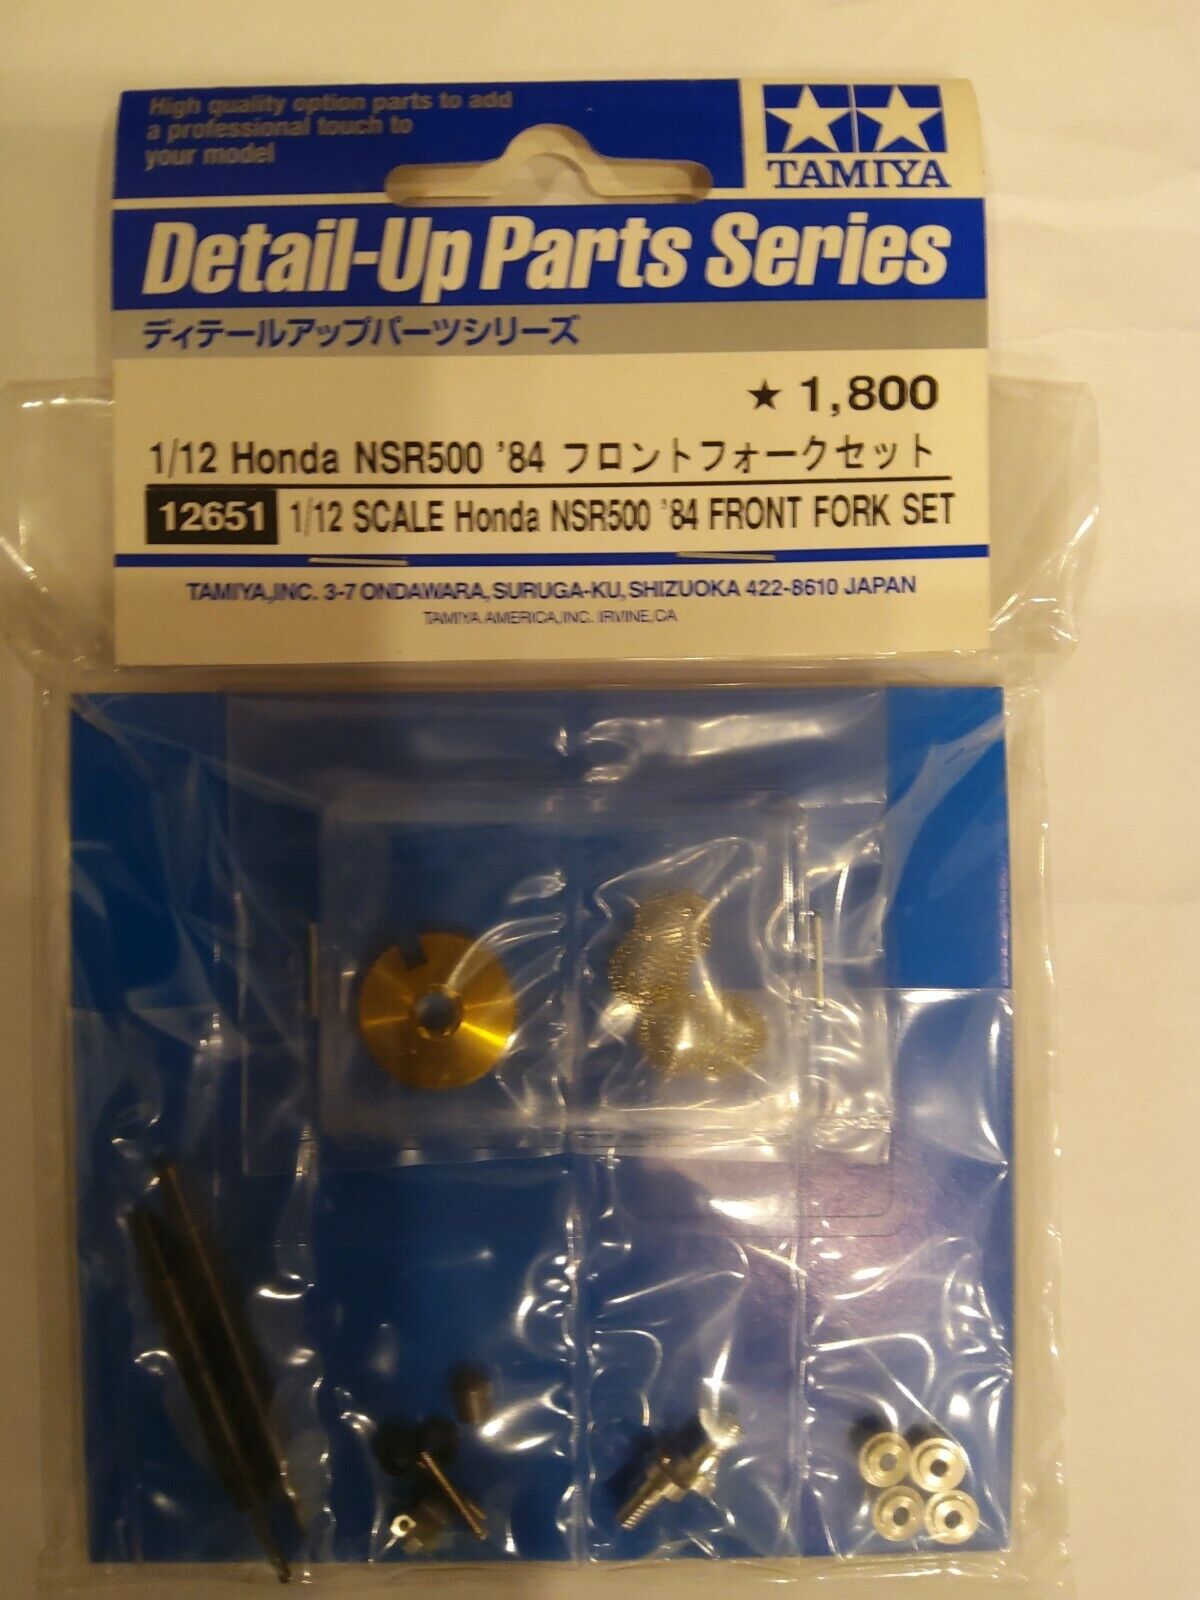 High quality option parts to add
a professional touch to
your model
TAMIYA
Detail-Up Parts Series
ディテールアップパーツシリーズ
★ 1,800
1/12 Honda NSR500 '84 フロントフォークセット
12651 1/12 SCALE Honda NSR500 '84 FRONT FORK SET
TAMIYA,INC. 3-7 ONDAWARA, SURUGA-KU, SHIZUOKA 422-8610 JAPAN
TAMIYA AMERICA,INC. IRVINE,CA